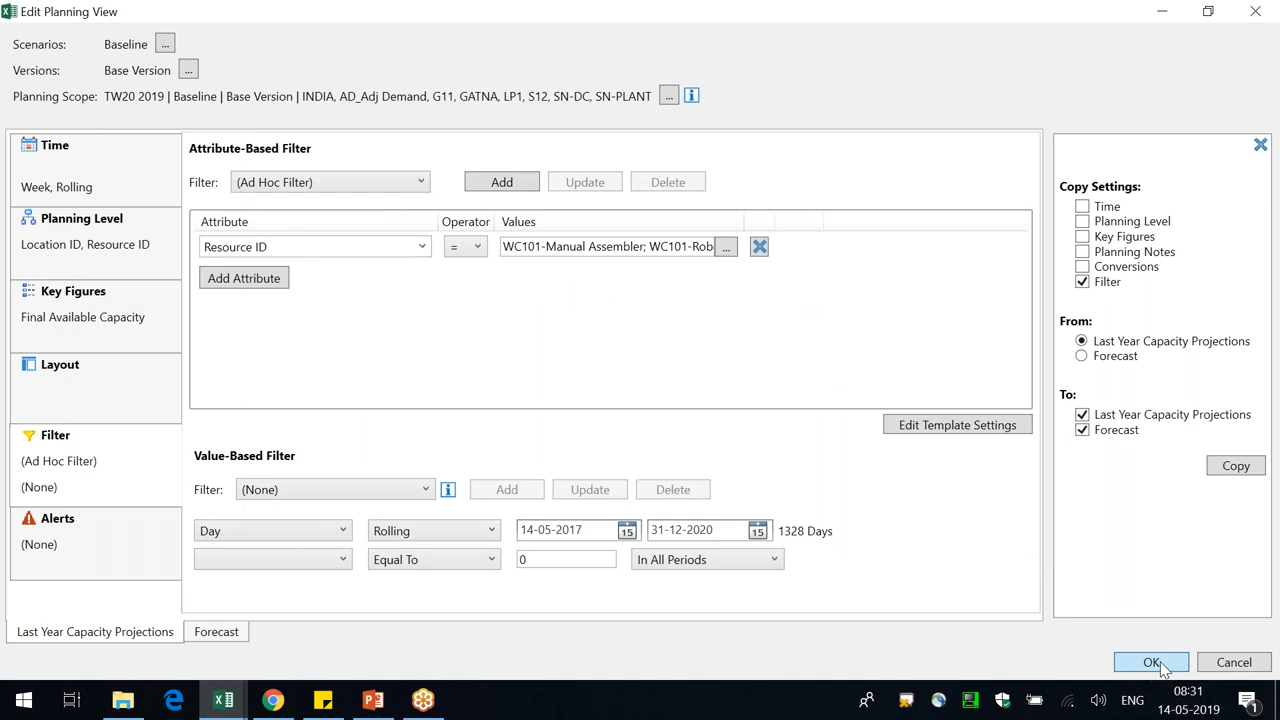 Edit Planning View
Scenarios: Baseline ...
Versions: Base Version ...
Planning Scope: TW20 2019 | Baseline | Base Version | INDIA, AD_Adj Demand, G11, GATNA, LP1, S12, SN-DC, SN-PLANT ... i
Time
Week, Rolling
Planning Level
Location ID, Resource ID
Key Figures
Final Available Capacity
Layout
Filter
(Ad Hoc Filter)
(None)
Alerts
(None)
Attribute-Based Filter
Filter: (Ad Hoc Filter) Add Update Delete
Attribute Operator Values
Resource ID = WC101-Manual Assembler; WC101-Rob ...
Add Attribute
Edit Template Settings
Value-Based Filter
Filter: (None) i Add Update Delete
Day Rolling 14-05-2017 15 31-12-2020 15 1328 Days
Equal To 0 In All Periods
Copy Settings:
Time
Planning Level
Key Figures
Planning Notes
Conversions
Filter
From:
Last Year Capacity Projections
Forecast
To:
Last Year Capacity Projections
Forecast
Copy
Last Year Capacity Projections Forecast
OK Cancel
ENG 08:31
14-05-2019 1